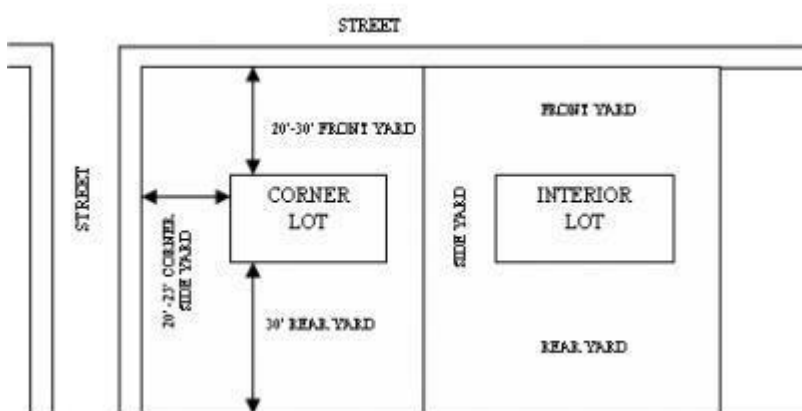 STREET
FRONT YARD
20'-30' FRONT YARD
STREET
CORNER
LOT
SIDE YARD
INTERIOR
LOT
20'-25' CORNER
SIDE YARD
30' REAR YARD
REAR YARD